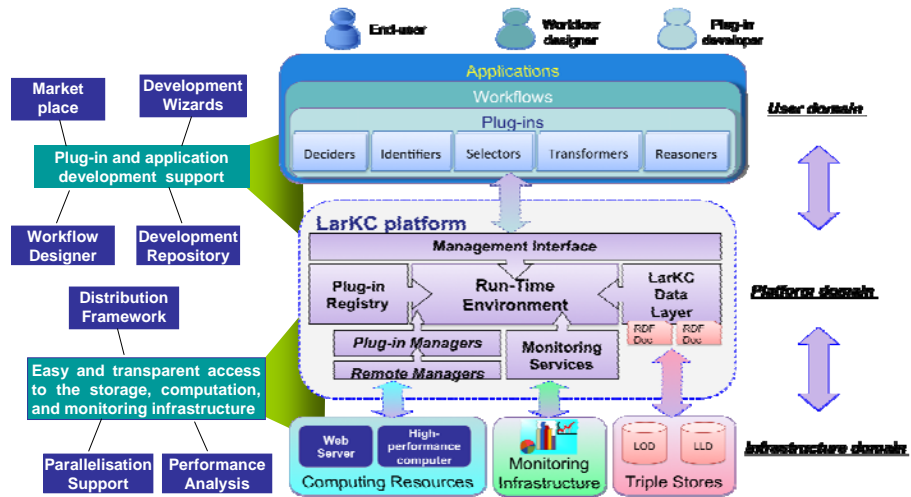 End-user
Workflow
designer
Plug-in
developer
Market
place
Development
Wizards
Plug-in and application
development support
Workflow
Designer
Development
Repository
Applications
Workflows
Plug-ins
Deciders
Identifiers
Selectors
Transformers
Reasoners
User domain
LarKC platform
Management Interface
Plug-in
Registry
Run-Time
Environment
LarKC
Data
Layer
RDF
Doc
RDF
Doc
Plug-in Managers
Remote Managers
Monitoring
Services
Platform domain
Distribution
Framework
Easy and transparent access
to the storage, computation,
and monitoring infrastructure
Parallelisation
Support
Performance
Analysis
Web
Server
High-
performance
computer
Computing Resources
Monitoring
Infrastructure
LOD
LLD
Triple Stores
Infrastructure domain